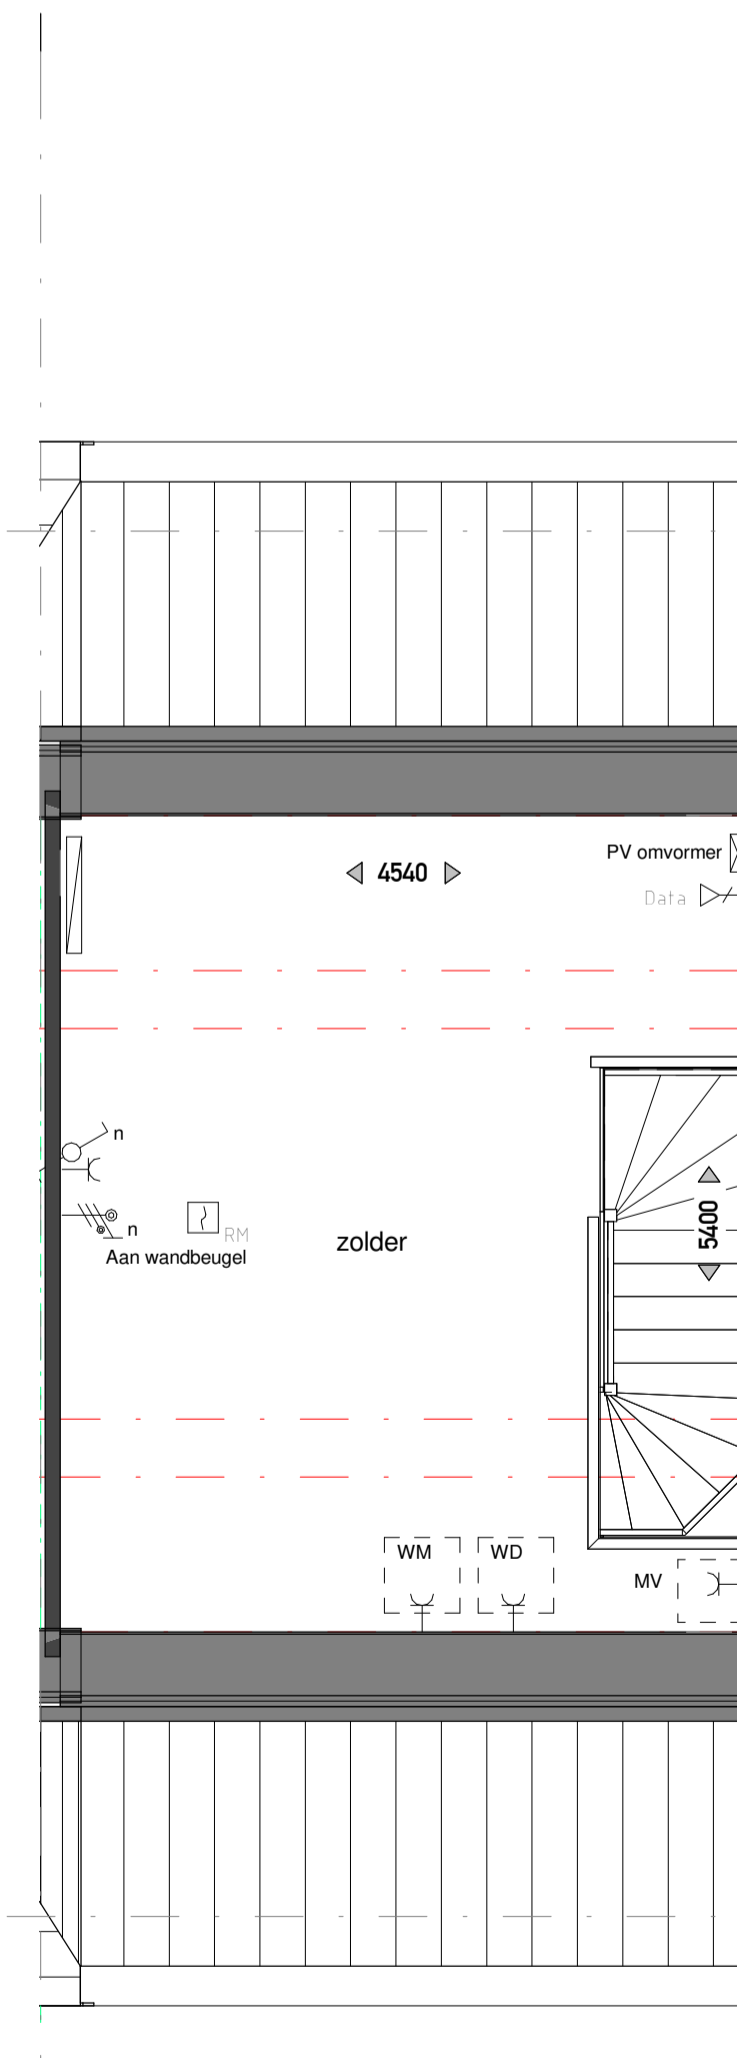 PV omvormer
4540
Data
n
5400
n
RM
Aan wandbeugel
zolder
WM
WD
MV